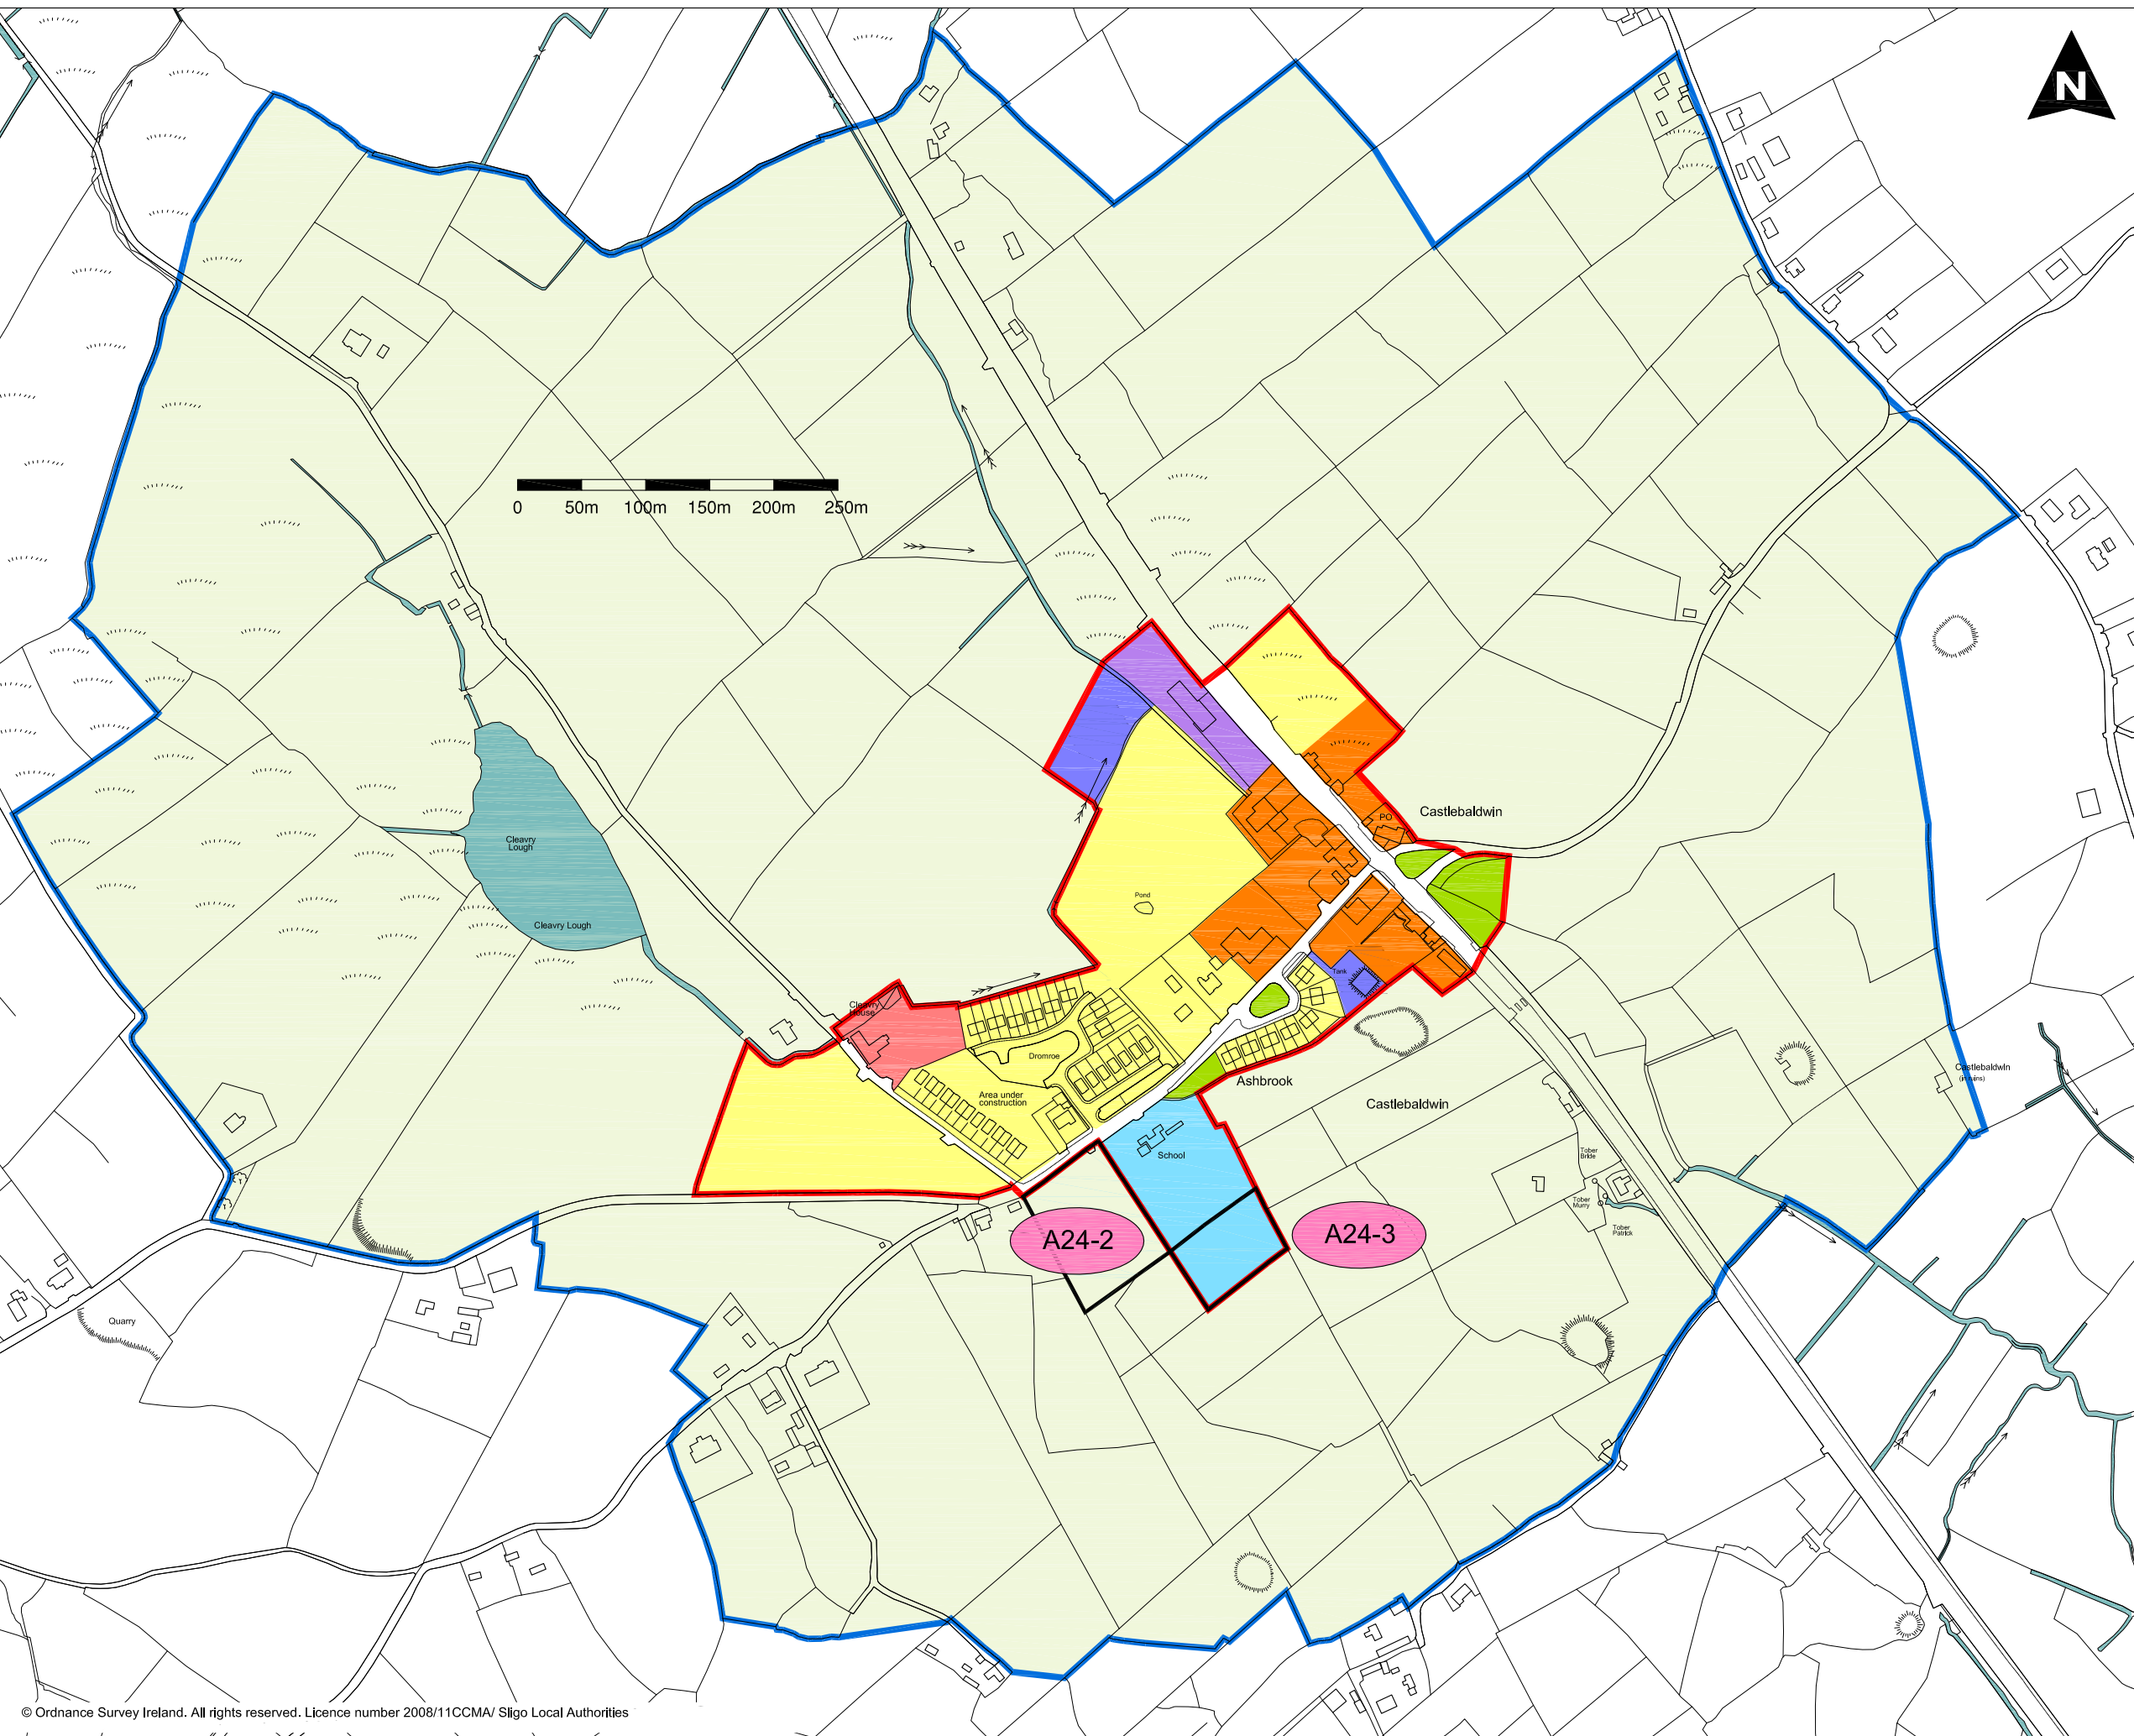 N
0 50m 100m 150m 200m 250m
Castlebaldwin
PO
Cleavry
Lough
Pond
Cleavry Lough
Tank
Cleavry
House
Dromroe
Castlebaldwin
(in ruins)
Ashbrook
Area under
construction
Castlebaldwin
School
Tober
Bride
Tober
Murry
Tober
Patrick
A24-2
A24-3
Quarry
© Ordnance Survey Ireland. All rights reserved. Licence number 2008/11CCMA/ Sligo Local Authorities